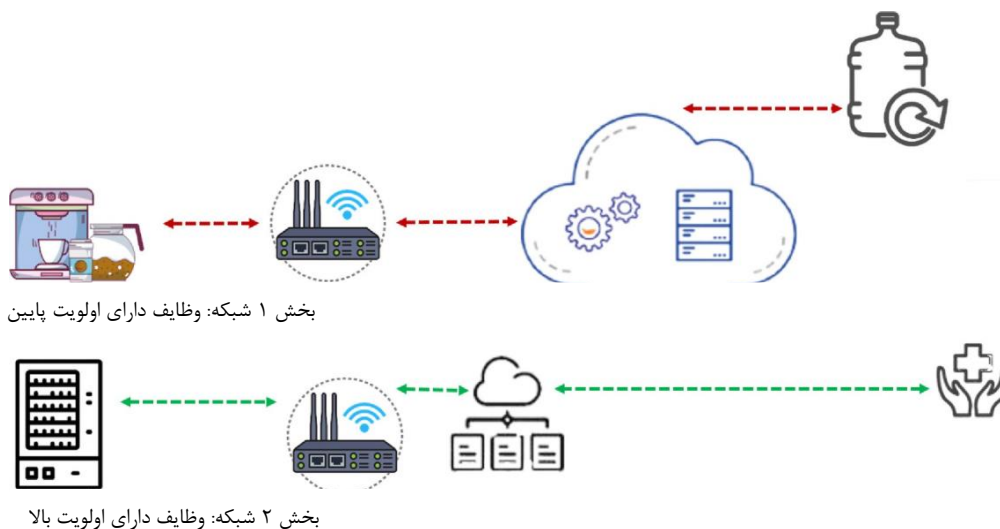 بخش ۱ شبکه: وظایف دارای اولویت پایین
بخش ۲ شبکه: وظایف دارای اولویت بالا